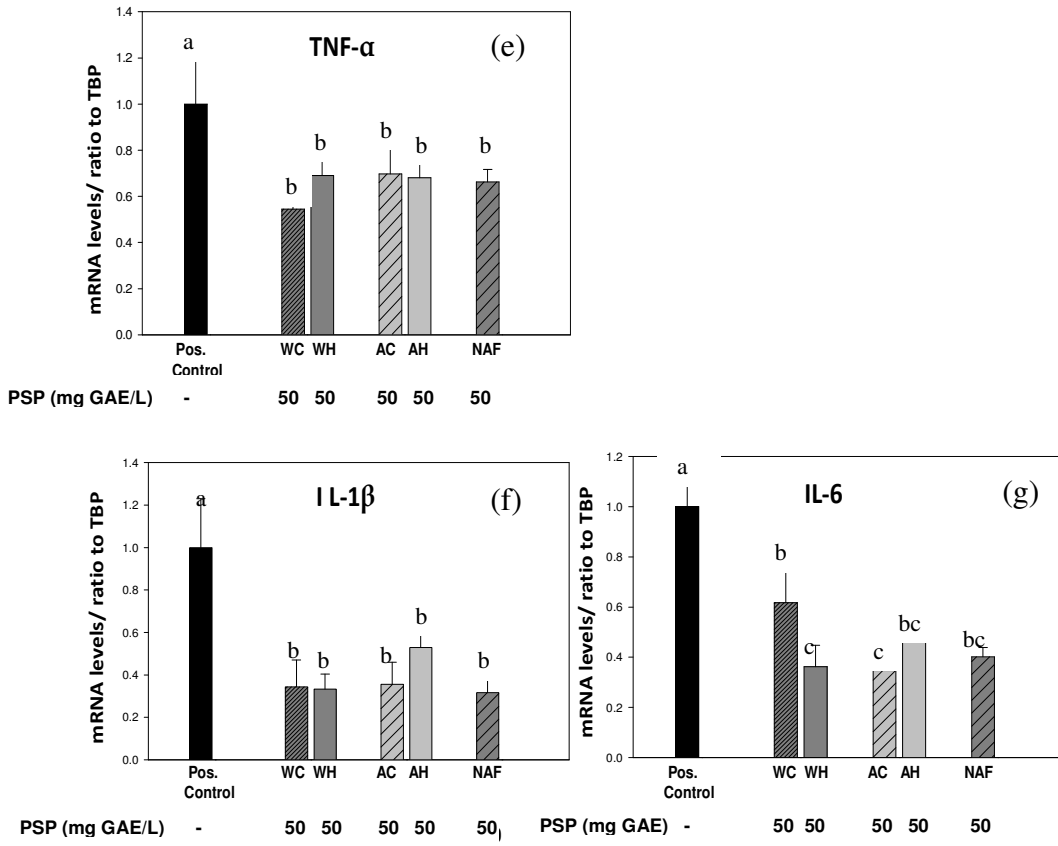 mRNA levels/ ratio to TBP
TNF-α
(e)
1.4
1.2
1.0
0.8
0.6
0.4
0.2
0.0
a
b
b
b
b
b
Pos. Control
WC WH AC AH NAF
PSP (mg GAE/L) - 50 50 50 50 50
mRNA levels/ ratio to TBP
I L-1β
(f)
1.4
1.2
1.0
0.8
0.6
0.4
0.2
0.0
a
b
b
b
b
b
Pos. Control
WC WH AC AH NAF
PSP (mg GAE/L) - 50 50 50 50 50)
mRNA levels/ ratio to TBP
IL-6
(g)
1.2
1.0
0.8
0.6
0.4
0.2
0.0
a
b
c
c
bc
bc
Pos. Control
WC WH AC AH NAF
PSP (mg GAE) - 50 50 50 50 50